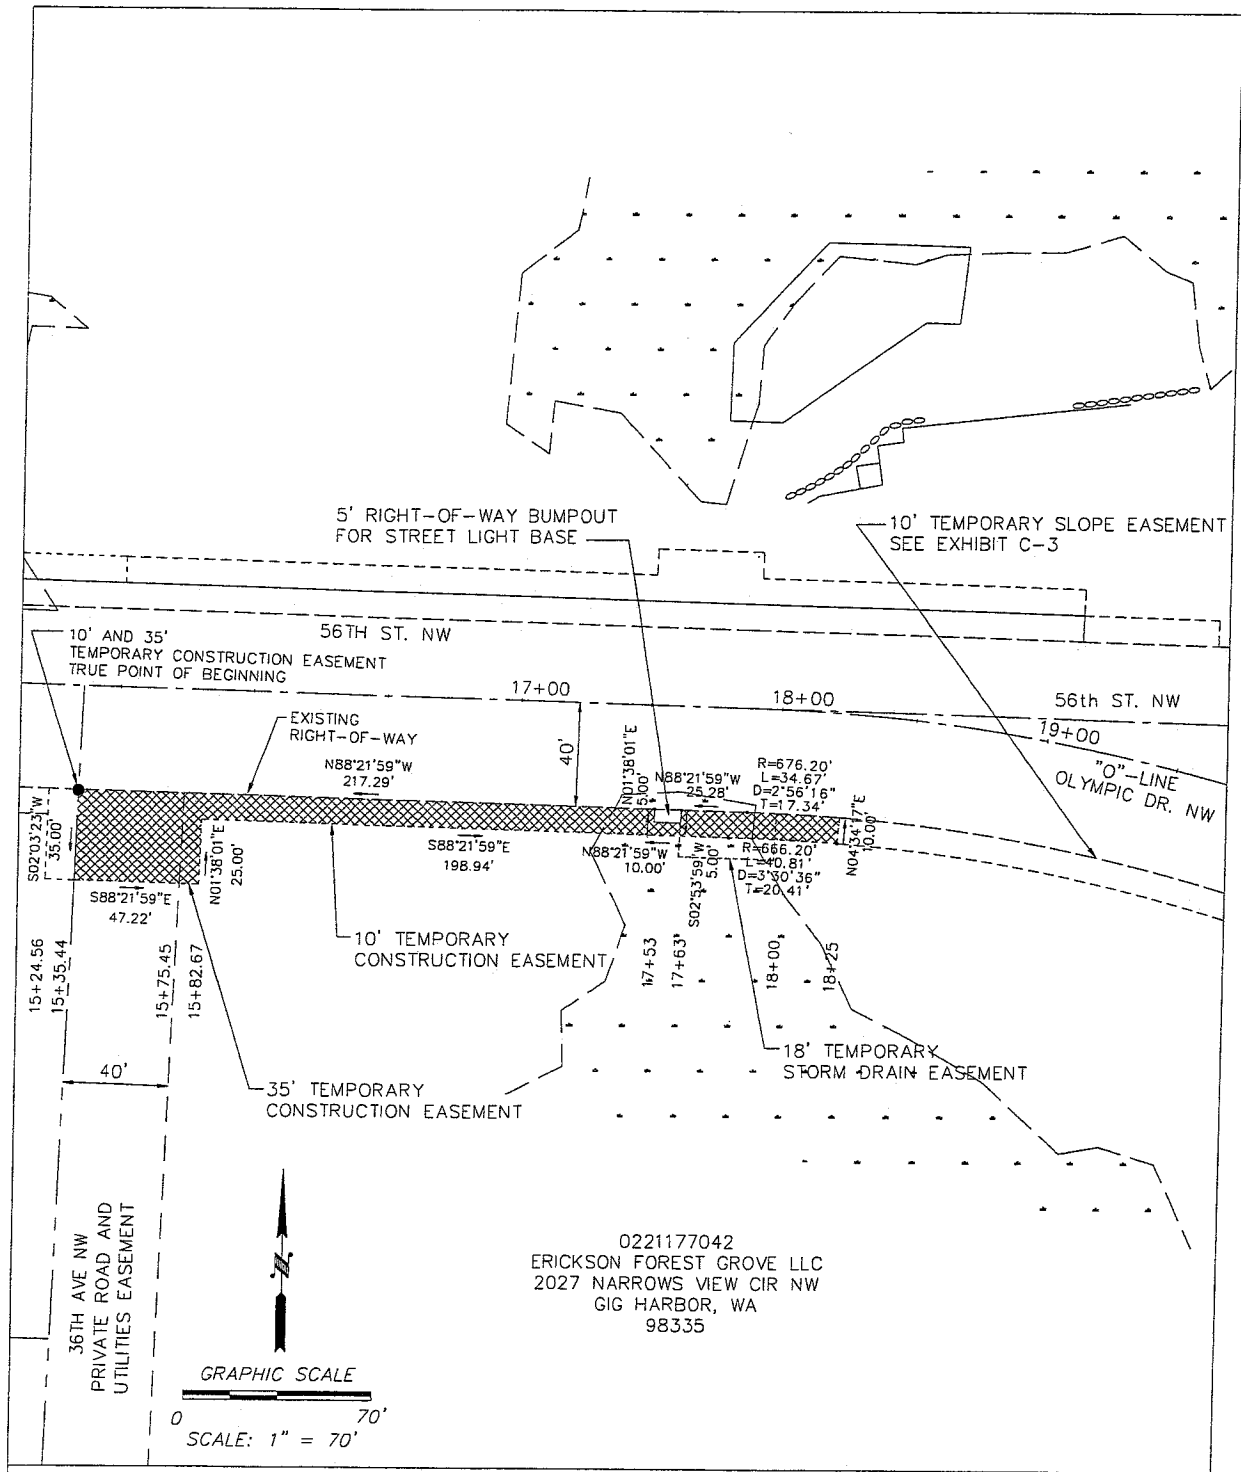 5' RIGHT-OF-WAY BUMPOUT
FOR STREET LIGHT BASE
10' TEMPORARY SLOPE EASEMENT
SEE EXHIBIT C-3
56TH ST. NW
10' AND 35'
TEMPORARY CONSTRUCTION EASEMENT
TRUE POINT OF BEGINNING
17+00
18+00
56th ST. NW
19+00
"O"-LINE
OLYMPIC DR. NW
EXISTING
RIGHT-OF-WAY
N88°21'59"W
217.29'
40'
N01°38'01"E
5.00'
N88°21'59"W
25.28'
R=676.20'
L=34.67'
D=2°56'16"
T=17.34'
N04°34'17"E
10.00'
S02°03'23"W
35.00'
S88°21'59"E
47.22'
N01°38'01"E
25.00'
S88°21'59"E
198.94'
N88°21'59"W
10.00'
S02°53'59"W
5.00'
R=666.20'
L=40.81'
D=3°30'36"
T=20.41'
10' TEMPORARY
CONSTRUCTION EASEMENT
15+24.56
15+35.44
15+75.45
15+82.67
17+53
17+63
18+00
18+25
18' TEMPORARY
STORM DRAIN EASEMENT
40'
35' TEMPORARY
CONSTRUCTION EASEMENT
36TH AVE NW
PRIVATE ROAD AND
UTILITIES EASEMENT
N
0221177042
ERICKSON FOREST GROVE LLC
2027 NARROWS VIEW CIR NW
GIG HARBOR, WA
98335
GRAPHIC SCALE
0 70'
SCALE: 1" = 70'